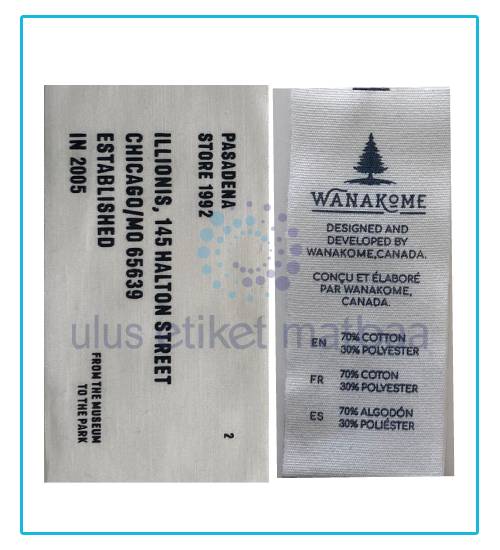 PASADENA
STORE 1992
ILLIONIS, 145 HALTON STREET
CHICAGO/MO 65639
ESTABLISHED
IN 2005
FROM THE MUSEUM
TO THE PARK
2
WANAKOME
DESIGNED AND
DEVELOPED BY
WANAKOME,CANADA.
CONÇU ET ÉLABORÉ
PAR WANAKOME,
CANADA.
EN 70% COTTON
30% POLYESTER
FR 70% COTON
30% POLYESTER
ES 70% ALGODÓN
30% POLIÉSTER
ulus etiket matbaa